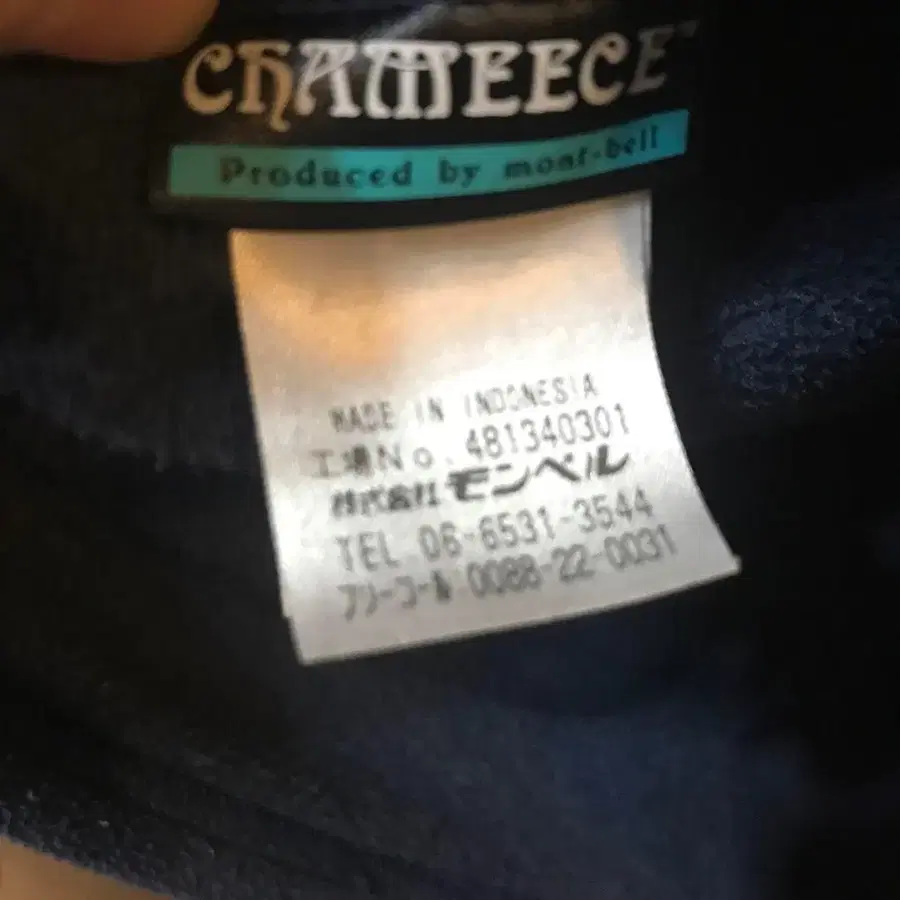 CHAMEECE
Produced by mont-bell
MADE IN INDONESIA
工場No. 481340301
株式会社 モンベル
TEL 06-6531-3544
フリーコール 0088-22-0031